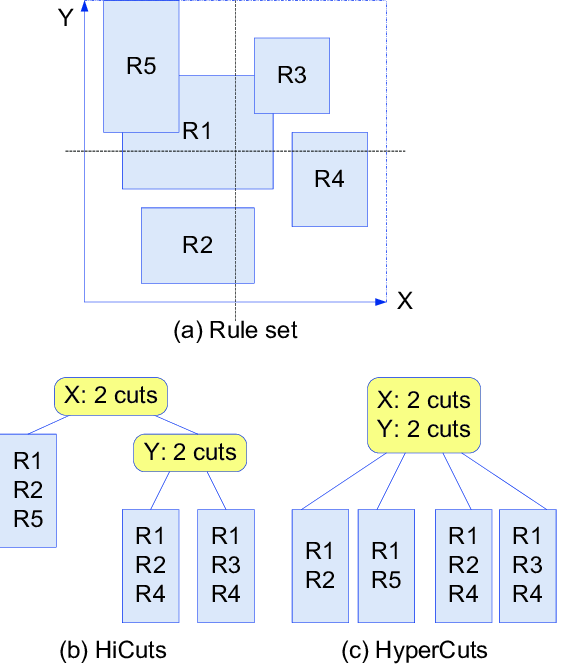 Y
R5
R3
R1
R4
R2
X
(a) Rule set
X: 2 cuts
R1
R2
R5
Y: 2 cuts
R1
R2
R4
R1
R3
R4
(b) HiCuts
X: 2 cuts
Y: 2 cuts
R1
R2
R1
R5
R1
R2
R4
R1
R3
R4
(c) HyperCuts